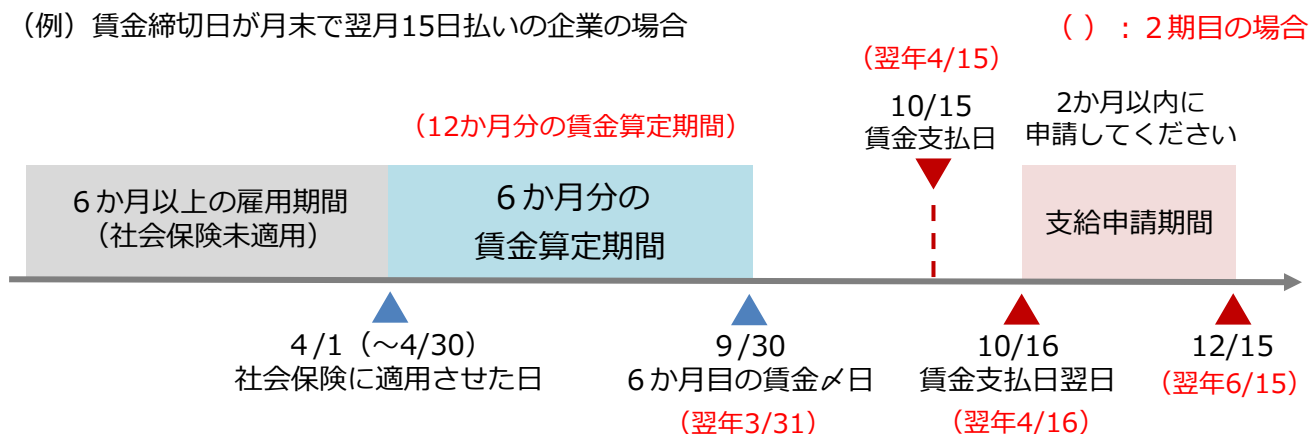 （例）賃金締切日が月末で翌月15日払いの企業の場合
（ ）：２期目の場合
（翌年4/15）
10/15
賃金支払日
2か月以内に
申請してください
（12か月分の賃金算定期間）
６か月以上の雇用期間
（社会保険未適用）
６か月分の
賃金算定期間
支給申請期間
４/1（～4/30）
社会保険に適用させた日
９/30
６か月目の賃金〆日
（翌年3/31）
10/16
賃金支払日翌日
（翌年4/16）
12/15
（翌年6/15）